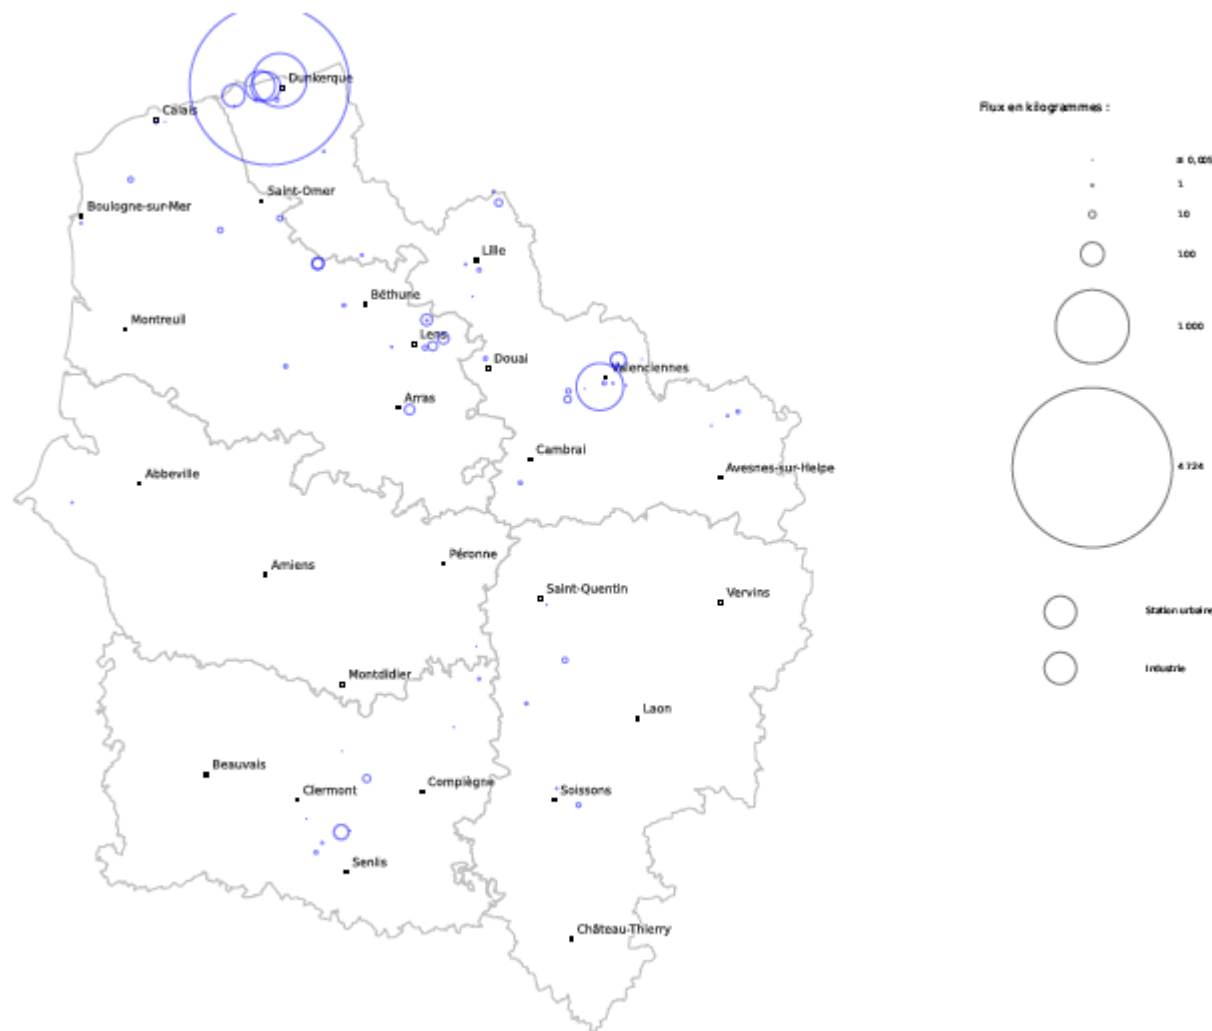 Dunkerque
Calais
Flux en kilogrammes :
Saint-Omer
1
Boulogne-sur-Mer
10
Lille
100
Béthune
Montreuil
1 000
Lens
Douai
Valenciennes
Arras
Cambrai
Avesnes-sur-Helpe
4 724
Abbeville
Péronne
Amiens
Saint-Quentin
Vervins
Station urbaine
Montdidier
Industrie
Laon
Beauvais
Clermont
Compiègne
Soissons
Senlis
Château-Thierry